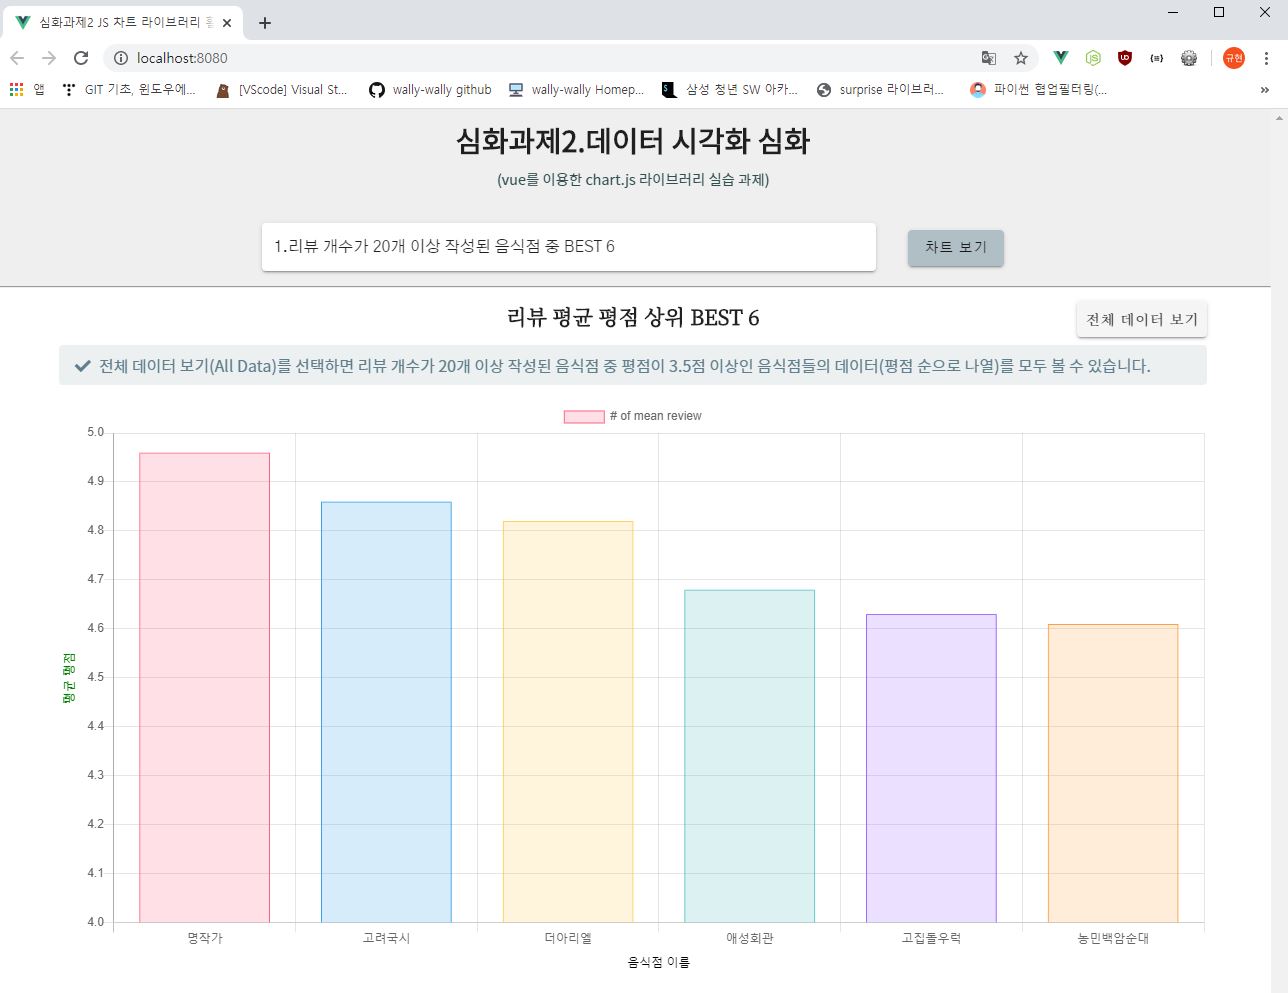 심화과제2 JS 차트 라이브러리
localhost:8080
규현
앱
GIT 기초, 윈도우에...
[VScode] Visual St...
wally-wally github
wally-wally Homep...
삼성 청년 SW 아카...
surprise 라이브러...
파이썬 협업필터링(...
심화과제2.데이터 시각화 심화
(vue를 이용한 chart.js 라이브러리 실습 과제)
1.리뷰 개수가 20개 이상 작성된 음식점 중 BEST 6
차트 보기
리뷰 평균 평점 상위 BEST 6
전체 데이터 보기
전체 데이터 보기(All Data)를 선택하면 리뷰 개수가 20개 이상 작성된 음식점 중 평점이 3.5점 이상인 음식점들의 데이터(평점 순으로 나열)를 모두 볼 수 있습니다.
# of mean review
5.0
4.9
4.8
4.7
4.6
4.5
4.4
4.3
4.2
4.1
4.0
평균 평점
명작가
고려국시
더아리엘
애성회관
고집돌우럭
농민백암순대
음식점 이름